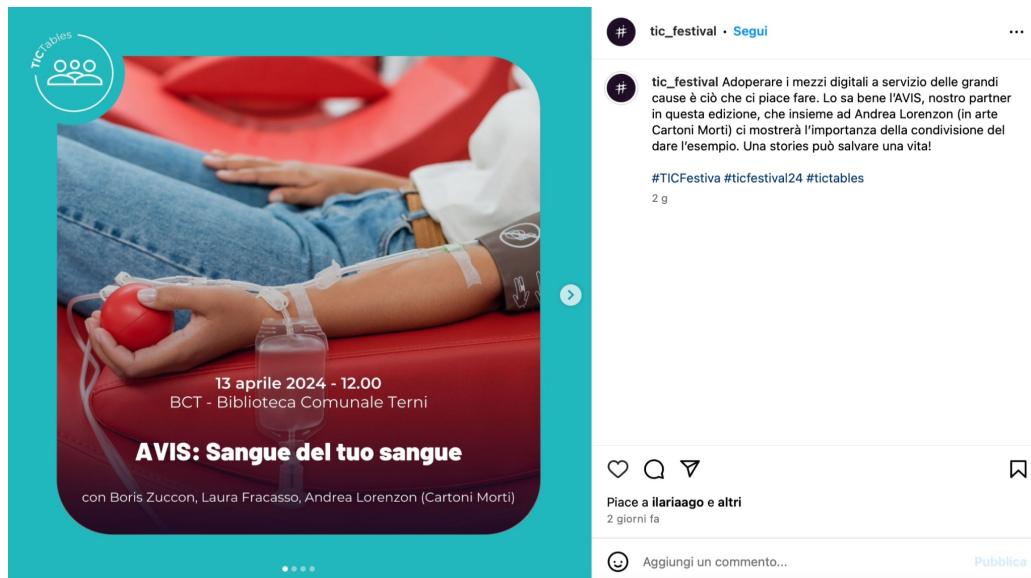 TICTables
13 aprile 2024 - 12.00
BCT - Biblioteca Comunale Terni
AVIS: Sangue del tuo sangue
con Boris Zuccon, Laura Fracasso, Andrea Lorenzon (Cartoni Morti)
tic_festival • Segui
tic_festival Adoperare i mezzi digitali a servizio delle grandi
cause è ciò che ci piace fare. Lo sa bene l’AVIS, nostro partner
in questa edizione, che insieme ad Andrea Lorenzon (in arte
Cartoni Morti) ci mostrerà l’importanza della condivisione del
dare l’esempio. Una stories può salvare una vita!
#TICFestiva #ticfestival24 #tictables
2 g
Piace a ilariaago e altri
2 giorni fa
Aggiungi un commento...
Pubblica